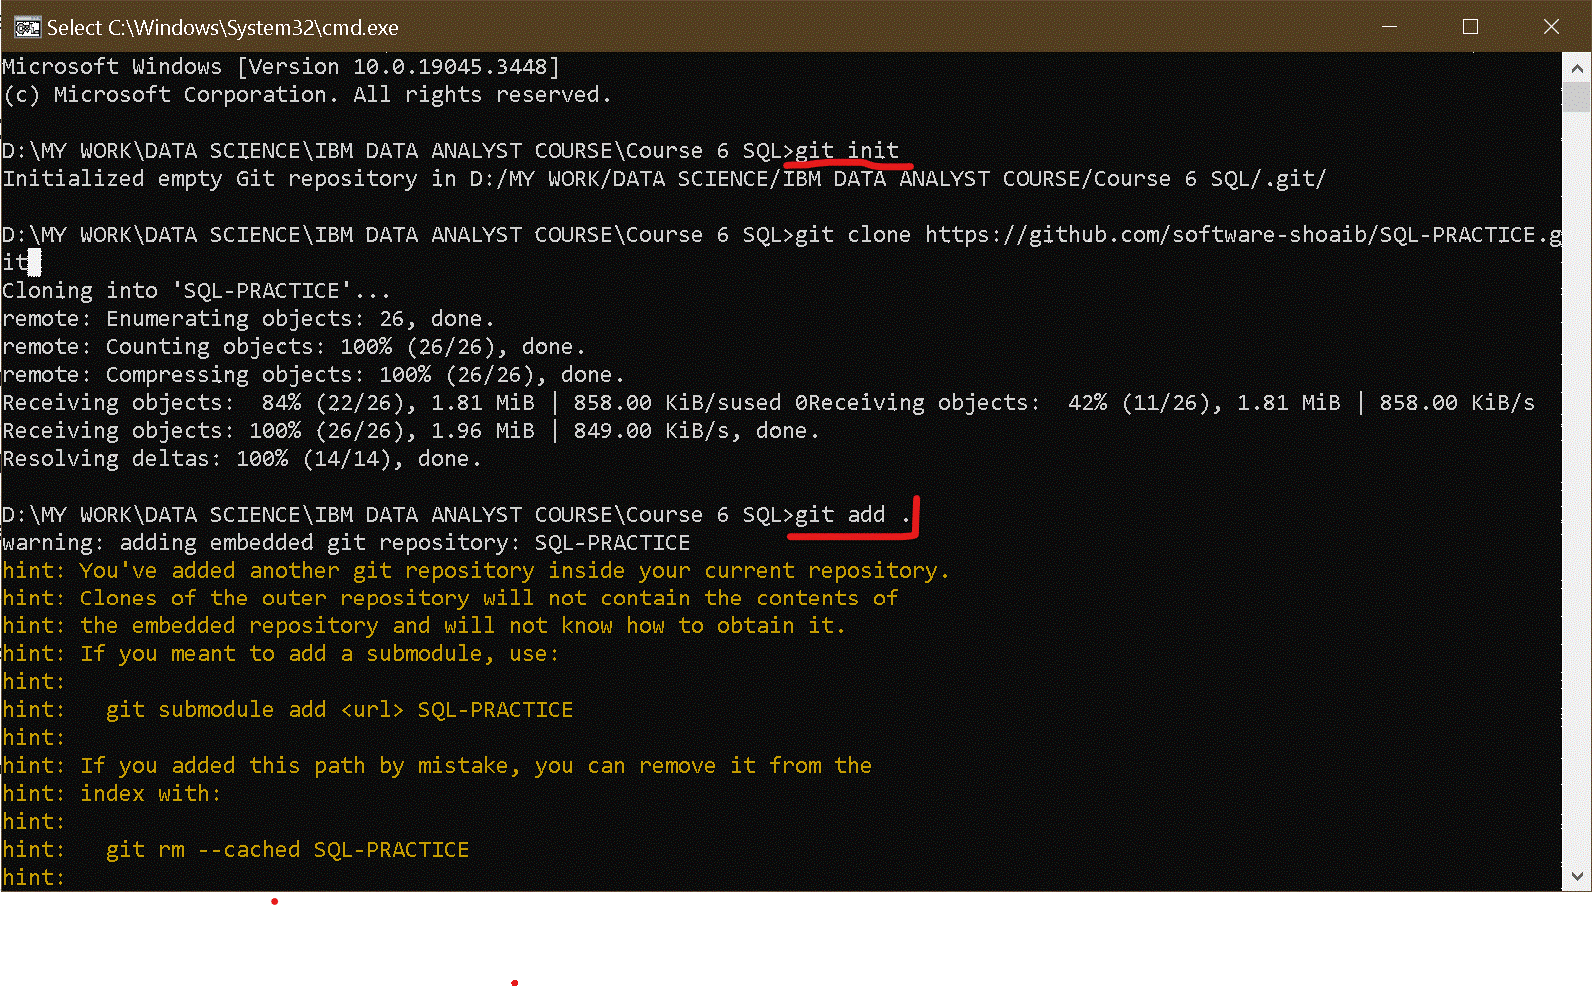 Select C:\Windows\System32\cmd.exe
Microsoft Windows [Version 10.0.19045.3448]
(c) Microsoft Corporation. All rights reserved.
D:\MY WORK\DATA SCIENCE\IBM DATA ANALYST COURSE\Course 6 SQL>git init
Initialized empty Git repository in D:/MY WORK/DATA SCIENCE/IBM DATA ANALYST COURSE/Course 6 SQL/.git/
D:\MY WORK\DATA SCIENCE\IBM DATA ANALYST COURSE\Course 6 SQL>git clone https://github.com/software-shoaib/SQL-PRACTICE.g
it
Cloning into 'SQL-PRACTICE'...
remote: Enumerating objects: 26, done.
remote: Counting objects: 100% (26/26), done.
remote: Compressing objects: 100% (26/26), done.
Receiving objects:  84% (22/26), 1.81 MiB | 858.00 KiB/sused 0Receiving objects:  42% (11/26), 1.81 MiB | 858.00 KiB/s
Receiving objects: 100% (26/26), 1.96 MiB | 849.00 KiB/s, done.
Resolving deltas: 100% (14/14), done.
D:\MY WORK\DATA SCIENCE\IBM DATA ANALYST COURSE\Course 6 SQL>git add .
warning: adding embedded git repository: SQL-PRACTICE
hint: You've added another git repository inside your current repository.
hint: Clones of the outer repository will not contain the contents of
hint: the embedded repository and will not know how to obtain it.
hint: If you meant to add a submodule, use:
hint:
hint:   git submodule add <url> SQL-PRACTICE
hint:
hint: If you added this path by mistake, you can remove it from the
hint: index with:
hint:
hint:   git rm --cached SQL-PRACTICE
hint: